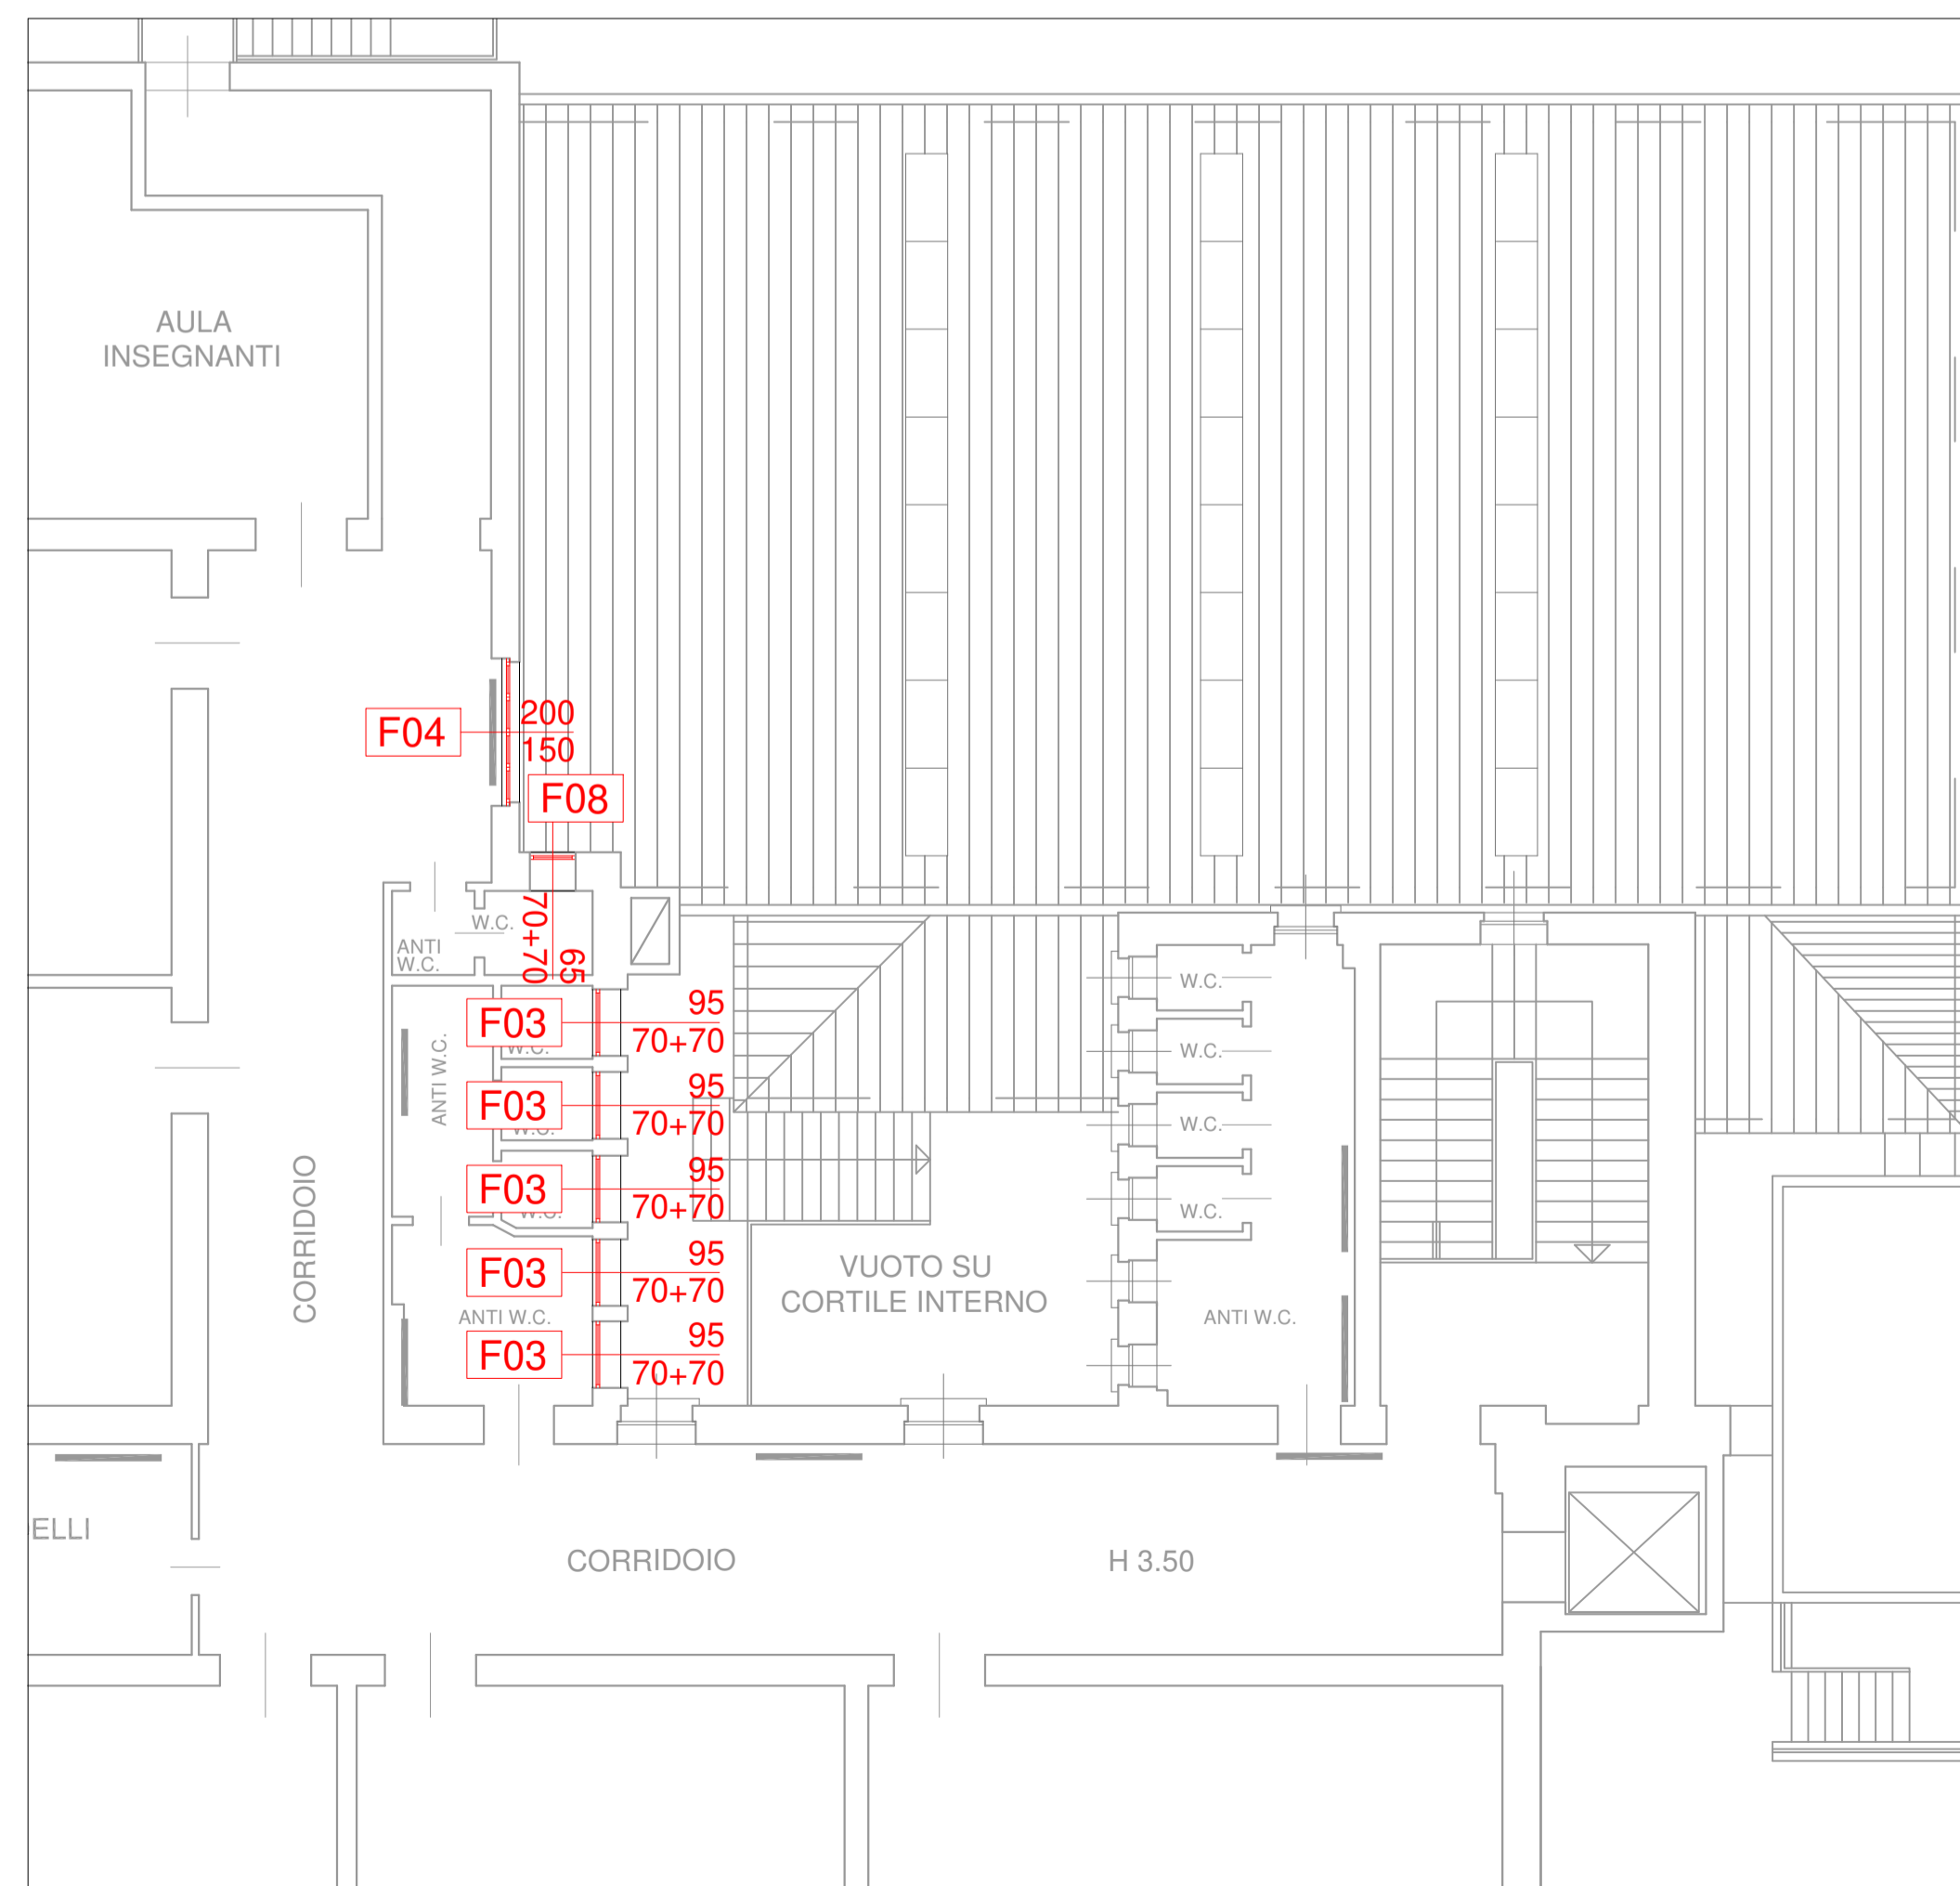 AULA
INSEGNANTI
F04
200
150
F08
70+70
65
W.C.
ANTI
W.C.
F03
95
70+70
W.C.
ANTI W.C.
F03
95
70+70
W.C.
F03
95
70+70
W.C.
F03
95
70+70
ANTI W.C.
F03
95
70+70
W.C.
W.C.
W.C.
W.C.
ANTI W.C.
VUOTO SU
CORTILE INTERNO
CORRIDOIO
ELLI
CORRIDOIO
H 3.50